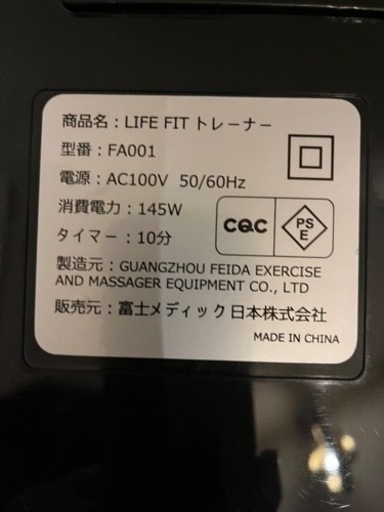 商品名：LIFE FIT トレーナー
型番：FA001
電源：AC100V 50/60Hz
消費電力：145W
タイマー：10分
CQC
PS
E
製造元：GUANGZHOU FEIDA EXERCISE
AND MASSAGER EQUIPMENT CO., LTD
販売元：富士メディック日本株式会社
MADE IN CHINA